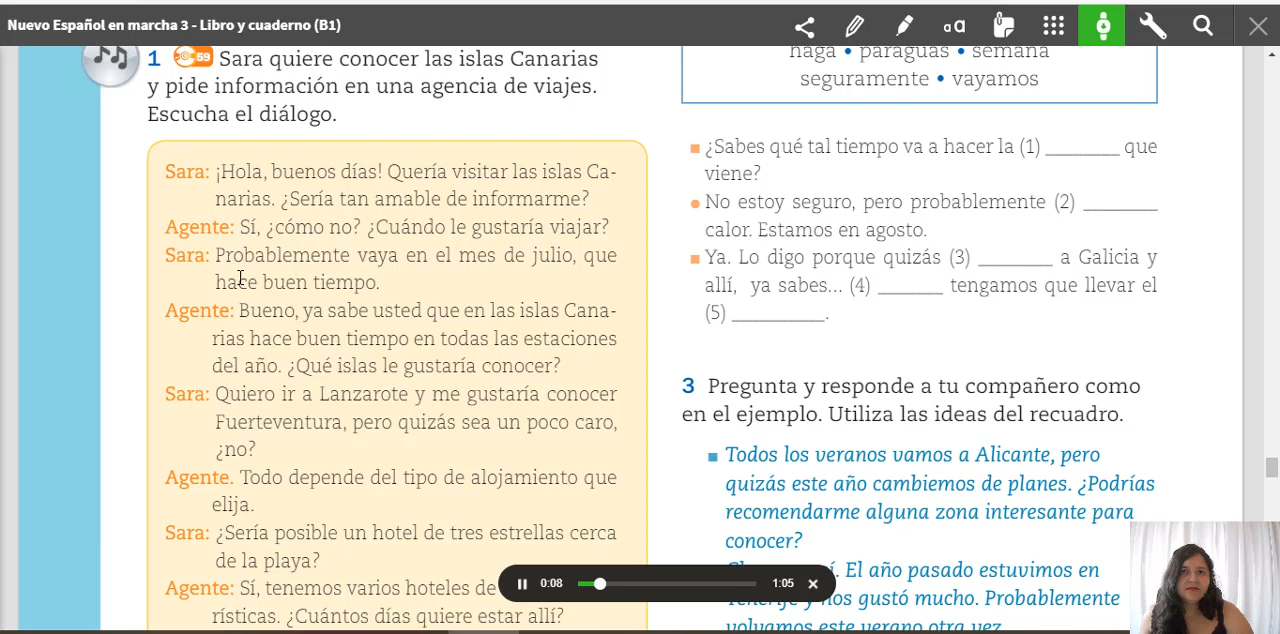 Nuevo Español en marcha 3 - Libro y cuaderno (B1)
aA
1 59 Sara quiere conocer las islas Canarias
y pide información en una agencia de viajes.
Escucha el diálogo.
Sara: ¡Hola, buenos días! Quería visitar las islas Ca-
narias. ¿Sería tan amable de informarme?
Agente: Sí, ¿cómo no? ¿Cuándo le gustaría viajar?
Sara: Probablemente vaya en el mes de julio, que
hace buen tiempo.
Agente: Bueno, ya sabe usted que en las islas Cana-
rias hace buen tiempo en todas las estaciones
del año. ¿Qué islas le gustaría conocer?
Sara: Quiero ir a Lanzarote y me gustaría conocer
Fuerteventura, pero quizás sea un poco caro,
¿no?
Agente. Todo depende del tipo de alojamiento que
elija.
Sara: ¿Sería posible un hotel de tres estrellas cerca
de la playa?
Agente: Sí, tenemos varios hoteles de
rísticas. ¿Cuántos días quiere estar allí?
haga • paraguas • semana
seguramente • vayamos
¿Sabes qué tal tiempo va a hacer la (1) ________ que
viene?
No estoy seguro, pero probablemente (2) ________
calor. Estamos en agosto.
Ya. Lo digo porque quizás (3) ________ a Galicia y
allí, ya sabes... (4) _______ tengamos que llevar el
(5) __________.
3 Pregunta y responde a tu compañero como
en el ejemplo. Utiliza las ideas del recuadro.
Todos los veranos vamos a Alicante, pero
quizás este año cambiemos de planes. ¿Podrías
recomendarme alguna zona interesante para
conocer?
El año pasado estuvimos en
Tenerife y nos gustó mucho. Probablemente
volvamos este verano otra vez
0:08
1:05